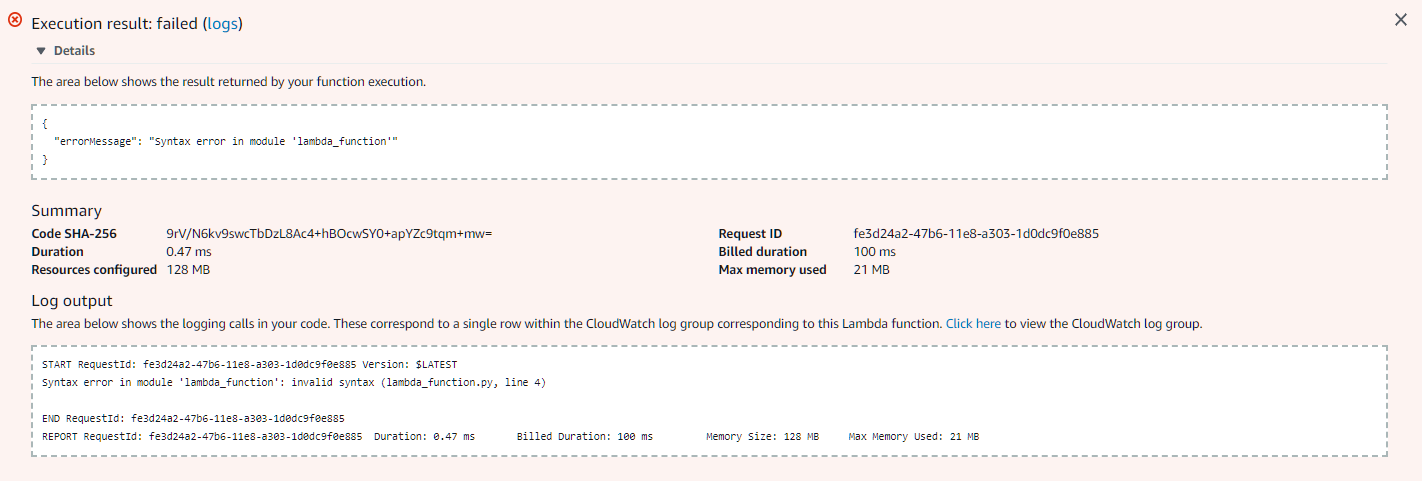 Execution result: failed (logs)
Details
The area below shows the result returned by your function execution.
{
"errorMessage": "Syntax error in module 'lambda_function'"
}
Summary
Code SHA-256 9rV/N6kv9swcTbDzL8Ac4+hBOcwSY0+apYZc9tqm+mw= Request ID fe3d24a2-47b6-11e8-a303-1d0dc9f0e885
Duration 0.47 ms Billed duration 100 ms
Resources configured 128 MB Max memory used 21 MB
Log output
The area below shows the logging calls in your code. These correspond to a single row within the CloudWatch log group corresponding to this Lambda function. Click here to view the CloudWatch log group.
START RequestId: fe3d24a2-47b6-11e8-a303-1d0dc9f0e885 Version: $LATEST
Syntax error in module 'lambda_function': invalid syntax (lambda_function.py, line 4)
END RequestId: fe3d24a2-47b6-11e8-a303-1d0dc9f0e885
REPORT RequestId: fe3d24a2-47b6-11e8-a303-1d0dc9f0e885 Duration: 0.47 ms Billed Duration: 100 ms Memory Size: 128 MB Max Memory Used: 21 MB